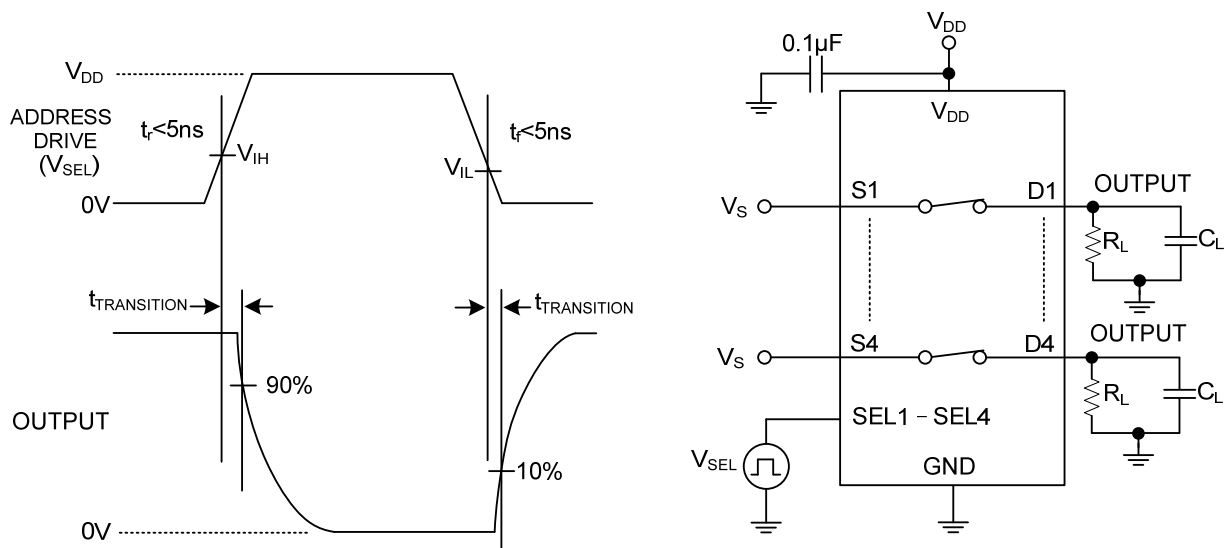 V_DD
ADDRESS
DRIVE
(V_SEL)
t_r<5ns
V_IH
V_IL
t_f<5ns
0V
t_TRANSITION
t_TRANSITION
90%
OUTPUT
10%
0V
V_DD
0.1µF
V_DD
V_S
S1
D1
OUTPUT
R_L
C_L
V_S
S4
D4
OUTPUT
R_L
C_L
SEL1 – SEL4
V_SEL
GND